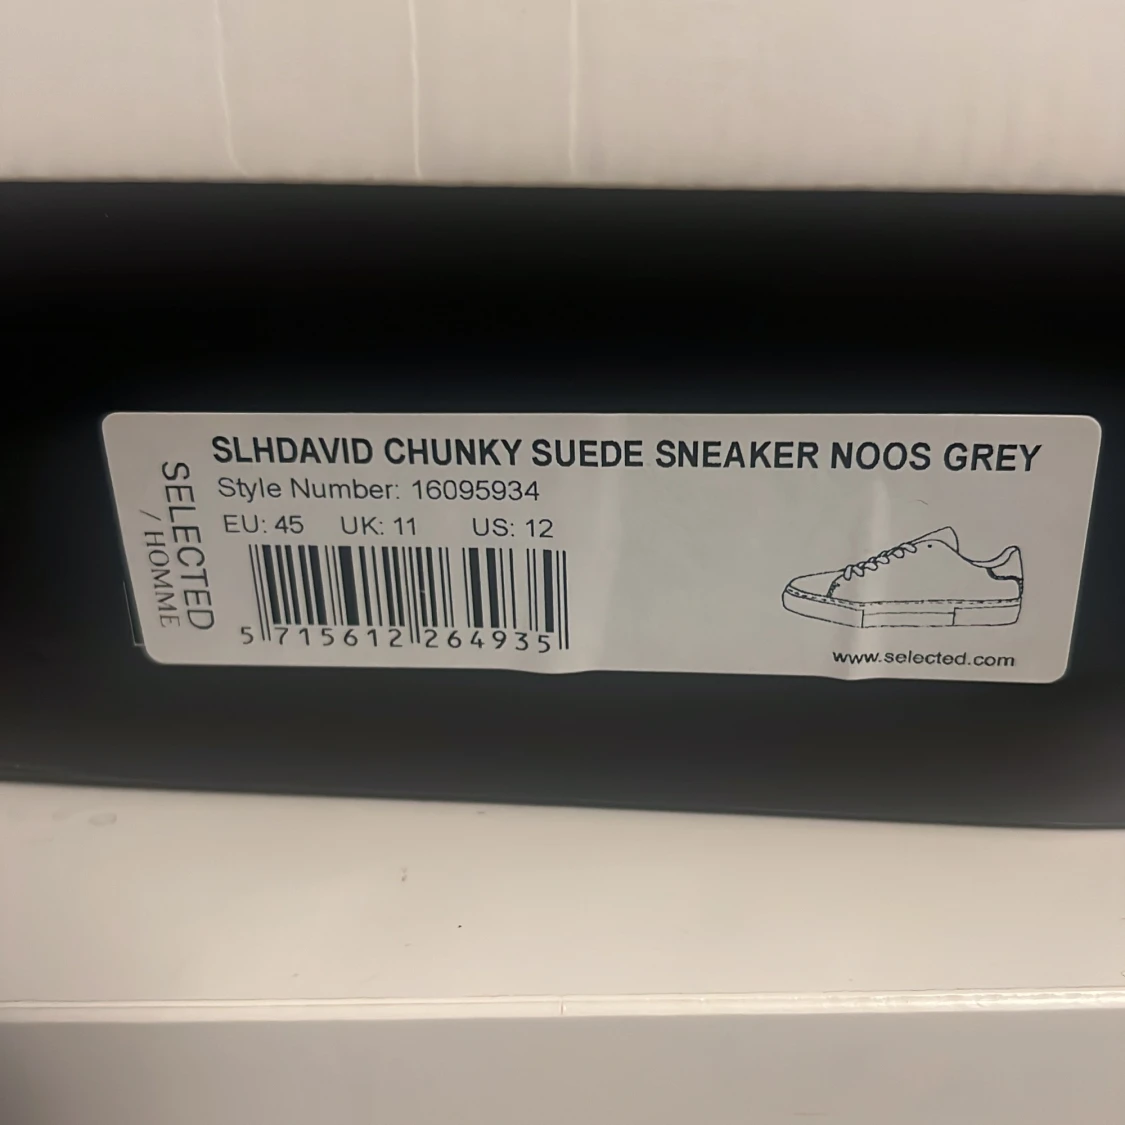 SLHDAVID CHUNKY SUEDE SNEAKER NOOS GREY
Style Number: 16095934
EU: 45 UK: 11 US: 12
5 715612 264935
SELECTED
/ HOMME
www.selected.com